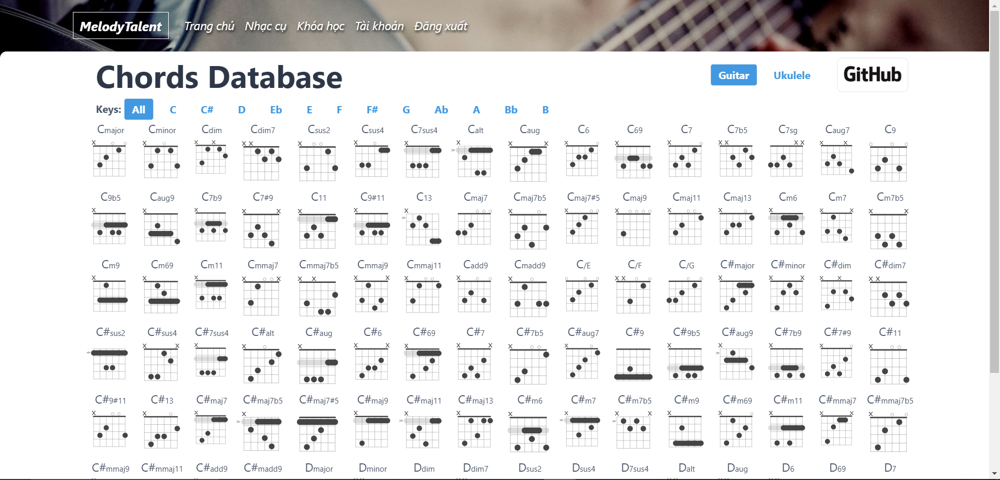 MelodyTalent Trang chủ Nhạc cụ Khóa học Tài khoản Đăng xuất
Chords Database Guitar Ukulele GitHub
Keys: All C C# D Eb E F F# G Ab A Bb B
Cmajor Cminor Cdim Cdim7 Csus2 Csus4 C7sus4 Calt Caug C6 C69 C7 C7b5 C7sg Caug7 C9
C9b5 Caug9 C7b9 C7#9 C11 C9#11 C13 Cmaj7 Cmaj7b5 Cmaj7#5 Cmaj9 Cmaj11 Cmaj13 Cm6 Cm7 Cm7b5
Cm9 Cm69 Cm11 Cmmaj7 Cmmaj7b5 Cmmaj9 Cmmaj11 Cadd9 Cmadd9 C/E C/F C/G C#major C#minor C#dim C#dim7
C#sus2 C#sus4 C#7sus4 C#alt C#aug C#6 C#69 C#7 C#7b5 C#aug7 C#9 C#9b5 C#aug9 C#7b9 C#7#9 C#11
C#9#11 C#13 C#maj7 C#maj7b5 C#maj7#5 C#maj9 C#maj11 C#maj13 C#m6 C#m7 C#m7b5 C#m9 C#m69 C#m11 C#mmaj7 C#mmaj7b5
C#mmaj9 C#mmaj11 C#add9 C#madd9 Dmajor Dminor Ddim Ddim7 Dsus2 Dsus4 D7sus4 Dalt Daug D6 D69 D7